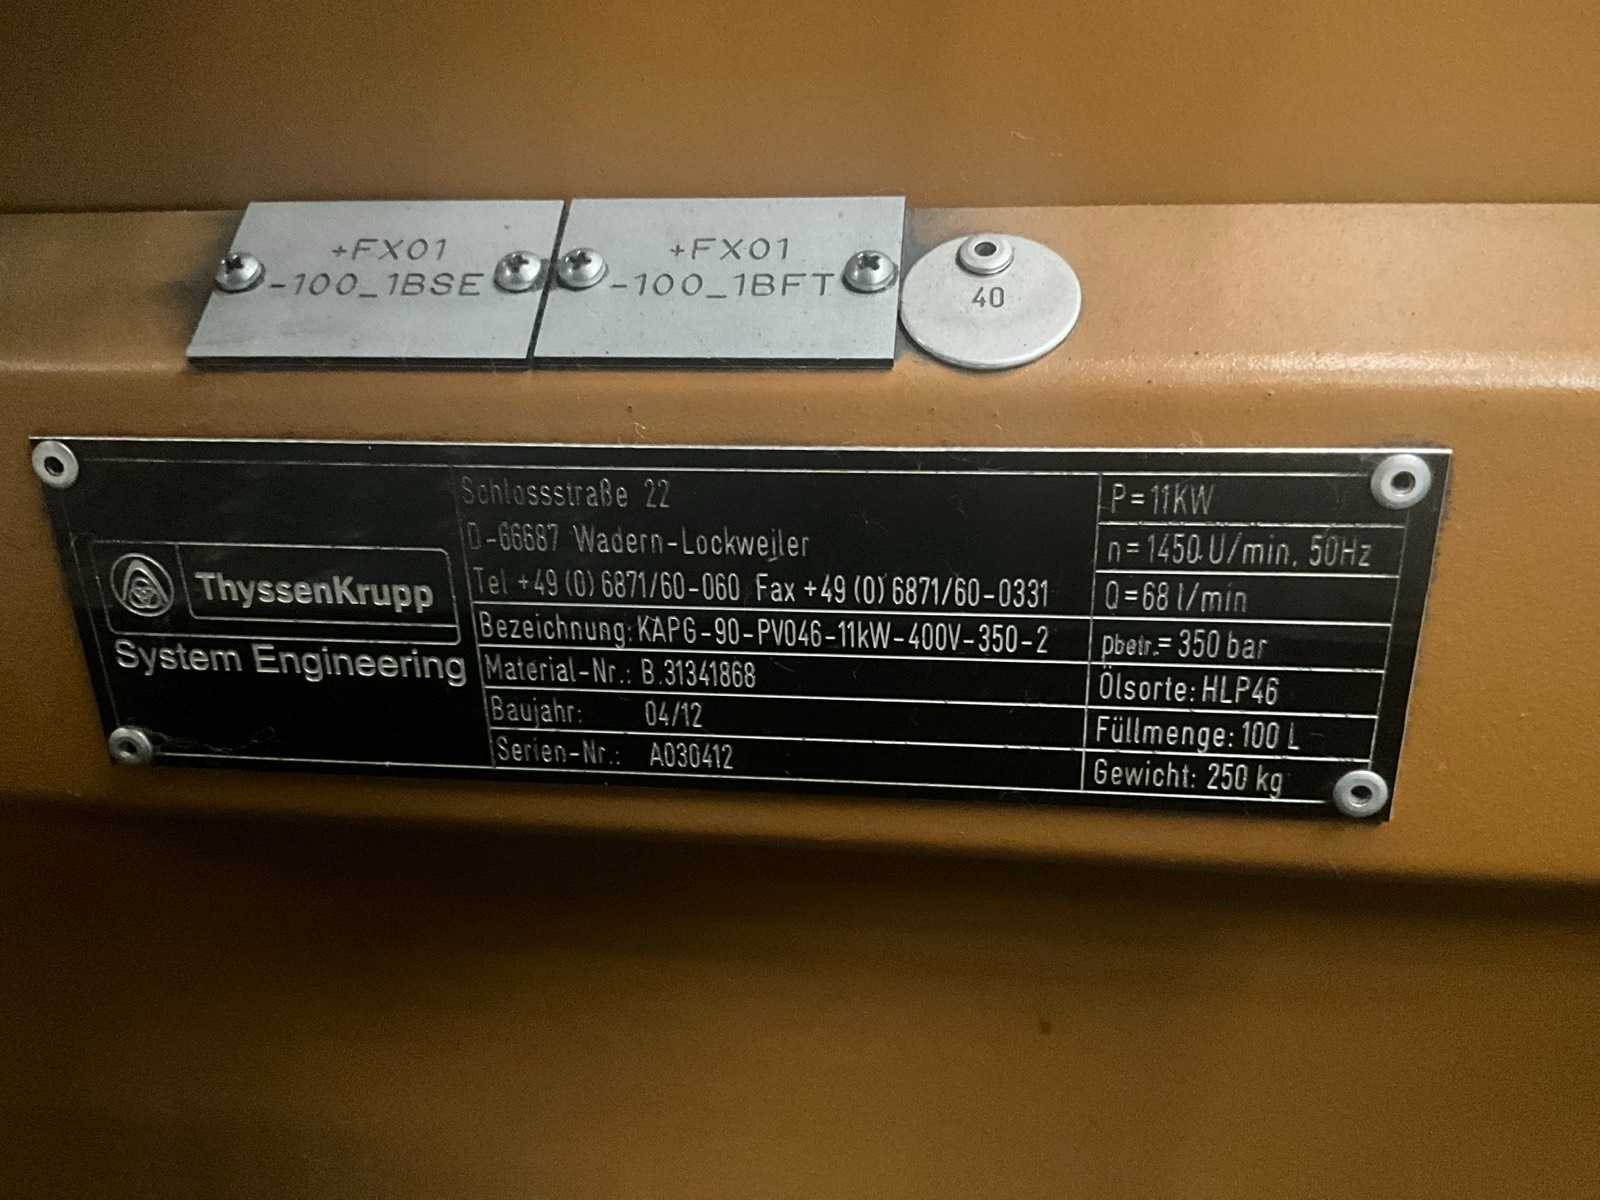 +FX01
-100_1BSE
+FX01
-100_1BFT
40
ThyssenKrupp
System Engineering
Schlossstraße 22
D-66687 Wadern-Lockweiler
Tel +49 (0) 6871/60-060 Fax +49 (0) 6871/60-0331
Bezeichnung: KAPG-90-PV046-11kW-400V-350-2
Material-Nr.: B.31341868
Baujahr: 04/12
Serien-Nr.: A030412
P=11KW
n=1450 U/min, 50Hz
Q=68 l/min
pbetr.= 350 bar
Ölsorte: HLP46
Füllmenge: 100 L
Gewicht: 250 kg